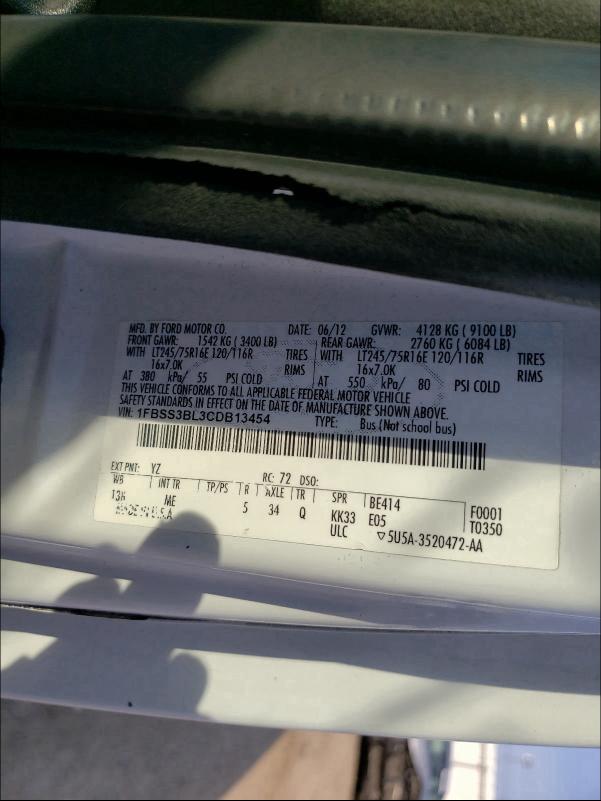 MFD. BY FORD MOTOR CO. DATE: 06/12 GVWR: 4128 KG ( 9100 LB)
FRONT GAWR: 1542 KG ( 3400 LB) REAR GAWR: 2760 KG ( 6084 LB)
WITH LT245/75R16E 120/116R TIRES WITH LT245/75R16E 120/116R TIRES
16x7.0K RIMS 16x7.0K RIMS
AT 380 kPa/ 55 PSI COLD AT 550 kPa/ 80 PSI COLD
THIS VEHICLE CONFORMS TO ALL APPLICABLE FEDERAL MOTOR VEHICLE
SAFETY STANDARDS IN EFFECT ON THE DATE OF MANUFACTURE SHOWN ABOVE.
VIN: 1FBSS3BL3CDB13454 TYPE: Bus (Not school bus)
EXT PNT: YZ RC: 72 DSO:
WB INT TR TP/PS R AXLE TR SPR BE414 F0001
13H ME 5 34 Q KK33 E05 T0350
MADE IN U.S.A ULC ▽5U5A-3520472-AA